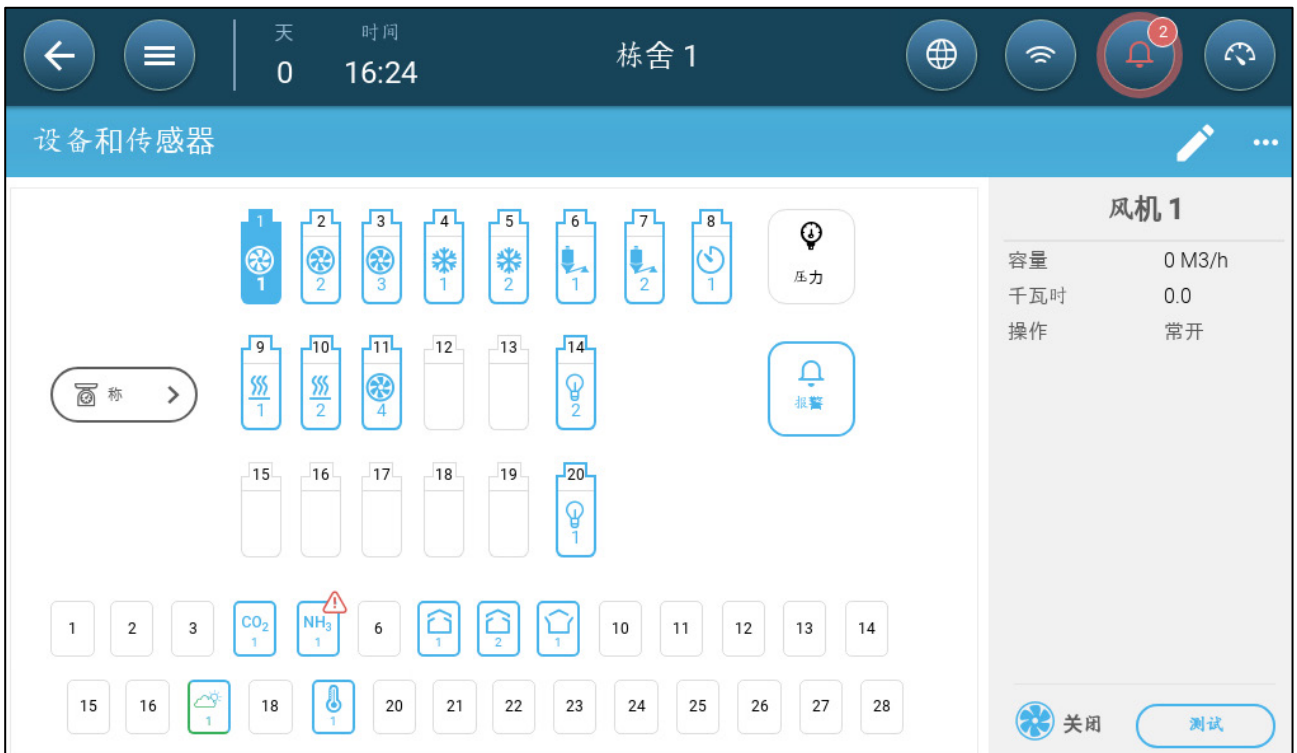 天 时间
0 16:24
栋舍 1
2
设备和传感器
1 2 3 4 5 6 7 8
1 2 3 1 2 1 2 1
压力
称
9 10 11 12 13 14
1 2 4 2
报警
15 16 17 18 19 20
1
1 2 3 CO₂ NH₃ 6 10 11 12 13 14
1 1 1 2 1
15 16 18 20 21 22 23 24 25 26 27 28
1 1
风机 1
容量 0 M3/h
千瓦时 0.0
操作 常开
关闭 测试